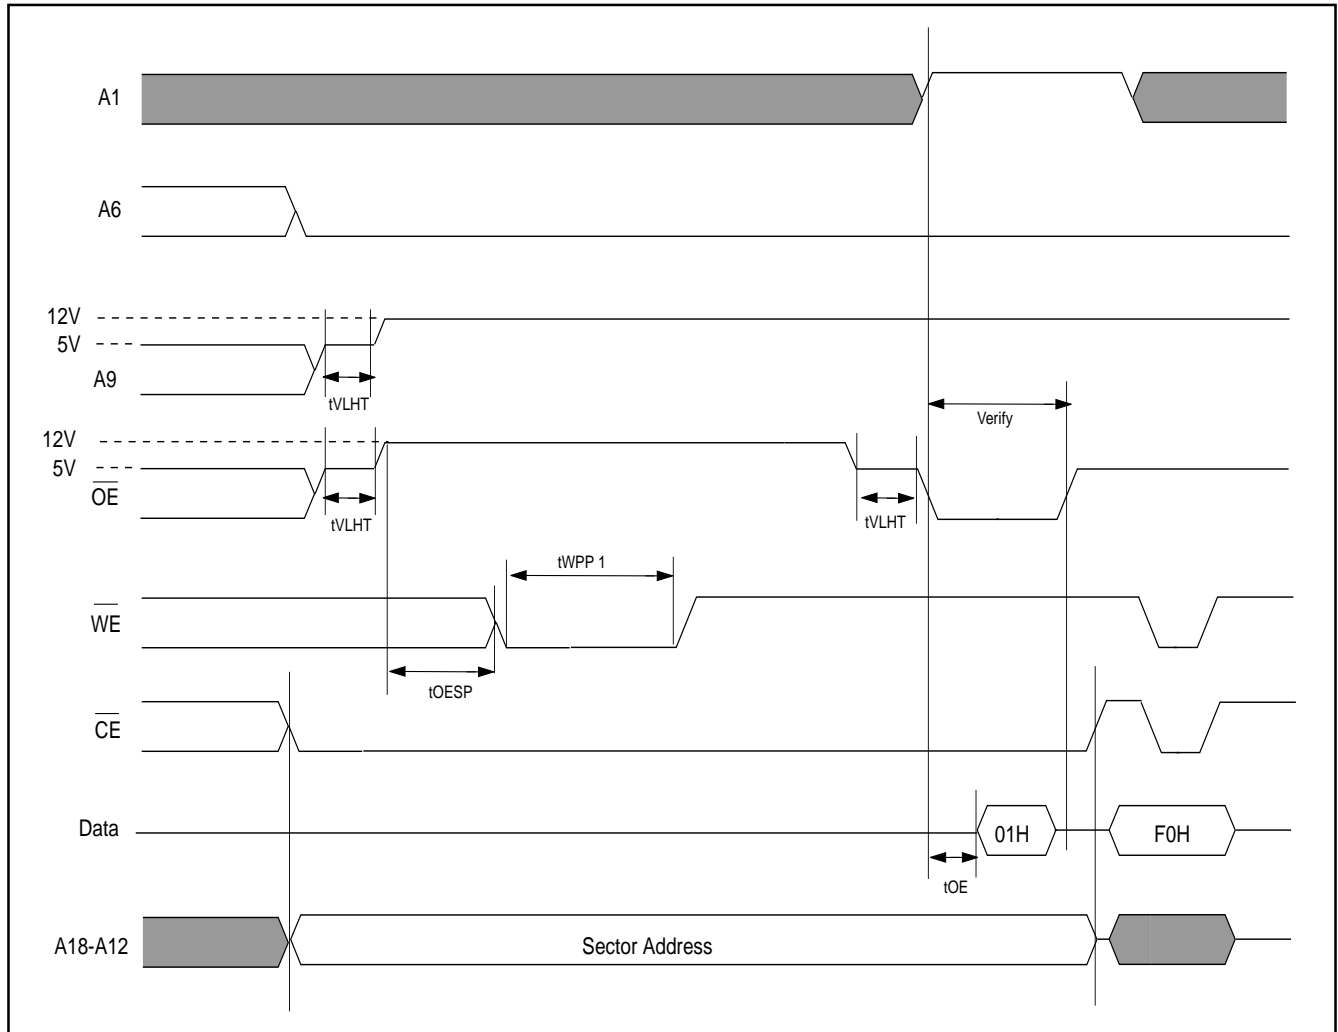 A1
A6
12V
5V
A9
tVLHT
Verify
12V
5V
OE
tVLHT
tVLHT
tWPP 1
WE
tOESP
CE
Data
01H
F0H
tOE
A18-A12
Sector Address